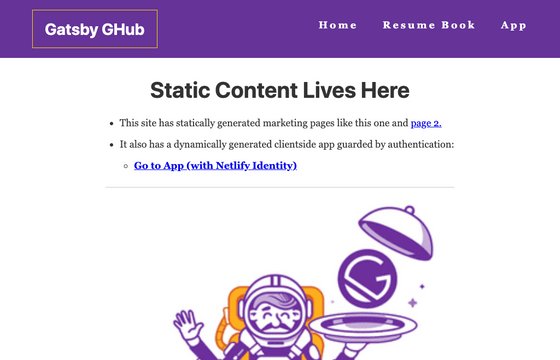 Gatsby GHub
Home Resume Book App
Static Content Lives Here
This site has statically generated marketing pages like this one and page 2.
It also has a dynamically generated clientside app guarded by authentication:
Go to App (with Netlify Identity)